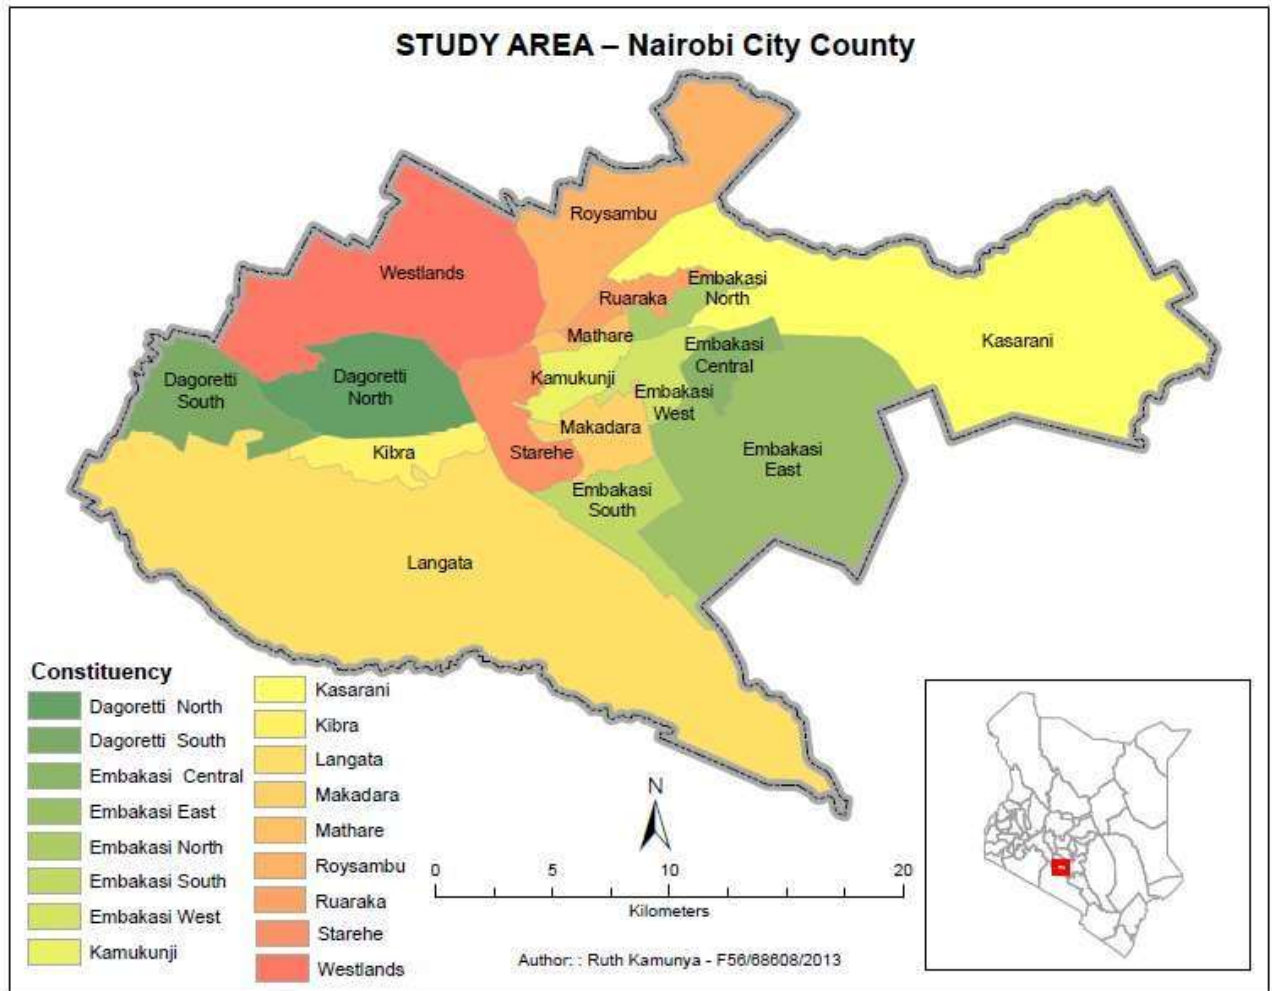 STUDY AREA – Nairobi City County
Roysambu
Westlands
Embakasi
North
Ruaraka
Mathare
Kasarani
Embakasi
Central
Dagoretti
South
Dagoretti
North
Kamukunji
Embakasi
West
Makadara
Kibra
Starehe
Embakasi
East
Embakasi
South
Langata
Constituency
Dagoretti North
Dagoretti South
Embakasi Central
Embakasi East
Embakasi North
Embakasi South
Embakasi West
Kamukunji
Kasarani
Kibra
Langata
Makadara
Mathare
Roysambu
Ruaraka
Starehe
Westlands
N
0 5 10 20
Kilometers
Author: : Ruth Kamunya - F56/68608/2013